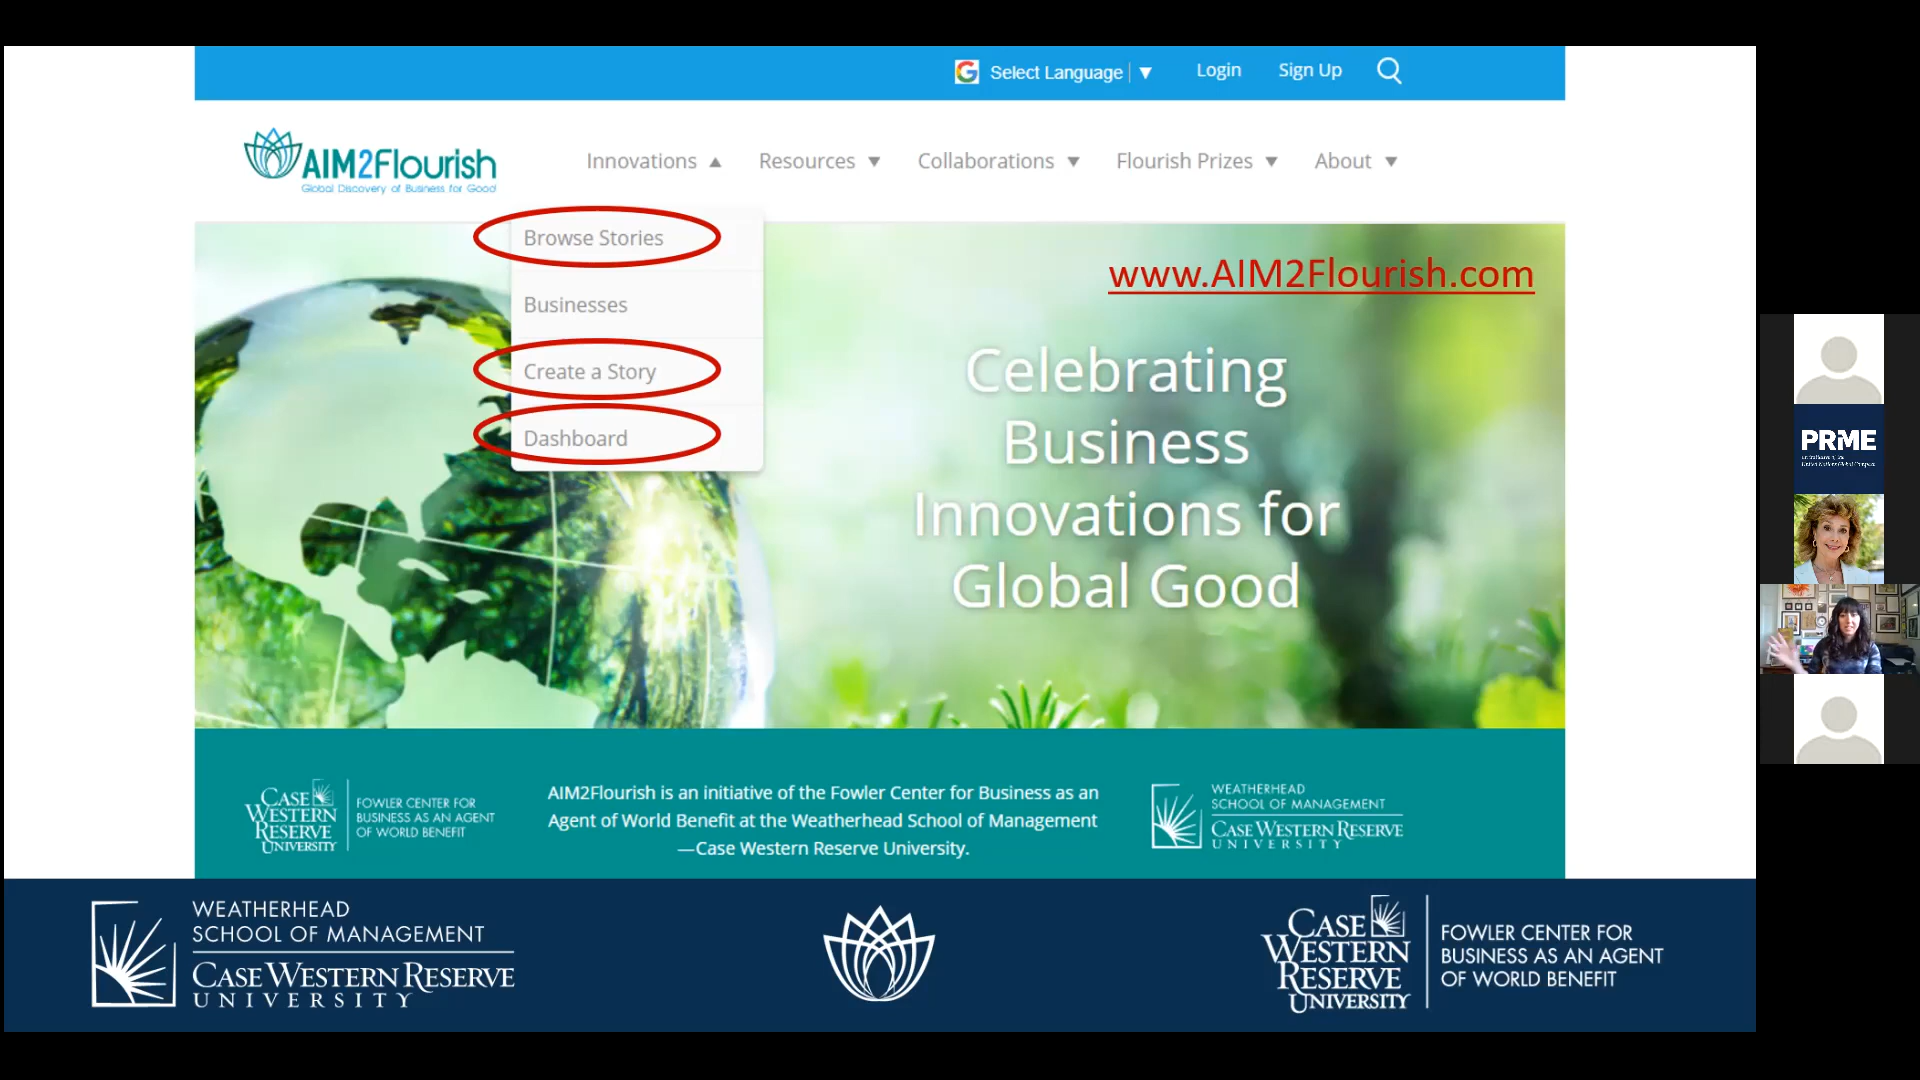 Select Language
Login
Sign Up
AIM2Flourish
Global Discovery of Business for Good
Innovations
Resources
Collaborations
Flourish Prizes
About
Browse Stories
Businesses
Create a Story
Dashboard
www.AIM2Flourish.com
Celebrating
Business
Innovations for
Global Good
PRME
CASE
WESTERN
RESERVE
UNIVERSITY
FOWLER CENTER FOR
BUSINESS AS AN AGENT
OF WORLD BENEFIT
AIM2Flourish is an initiative of the Fowler Center for Business as an
Agent of World Benefit at the Weatherhead School of Management
—Case Western Reserve University.
WEATHERHEAD
SCHOOL OF MANAGEMENT
CASE WESTERN RESERVE
UNIVERSITY
WEATHERHEAD
SCHOOL OF MANAGEMENT
CASE WESTERN RESERVE
UNIVERSITY
CASE
WESTERN
RESERVE
UNIVERSITY
FOWLER CENTER FOR
BUSINESS AS AN AGENT
OF WORLD BENEFIT